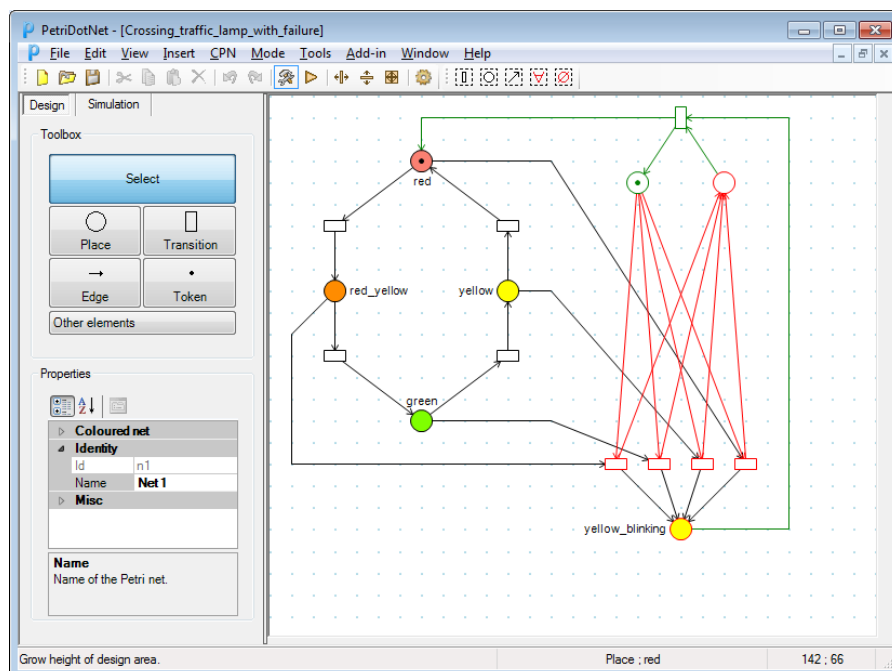 PetriDotNet - [Crossing_traffic_lamp_with_failure]
File Edit View Insert CPN Mode Tools Add-in Window Help
Design Simulation
Toolbox
Select
Place Transition
Edge Token
Other elements
Properties
Coloured net
Identity
Id n1
Name Net 1
Misc
Name
Name of the Petri net.
red
red_yellow yellow
green
yellow_blinking
Grow height of design area. Place ; red 142 ; 66